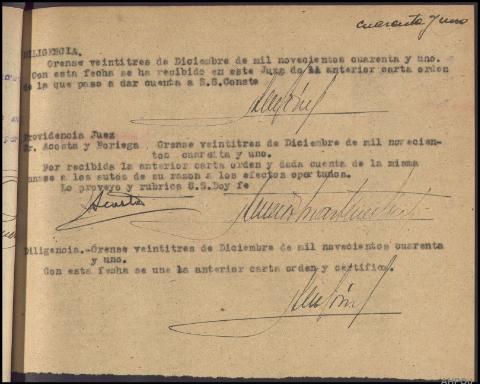 cuarenta y uno
DILIGENCIA.
Orense veintitres de Diciembre de mil novecientos cuarenta y uno.
Con esta fecha se ha recibido en este Juzgdo la anterior carta orden
de la que paso a dar cuenta a S.S. Consta
Providencia Juez
Sr. Acosta y Noriega Orense veintitres de Diciembre de mil novecien-
tos cuarenta y uno.
Por recibida la anterior carta orden y dada cuenta de la misma
unase a los autos de su razon a los efectos oportunos.
Lo proveyo y rubrica S.S. Doy fe
Acosta
Diligencia.-Orense veintitres de Diciembre de mil novecientos cuarenta
y uno.
Con esta fecha se une la anterior carta orden y certifico.